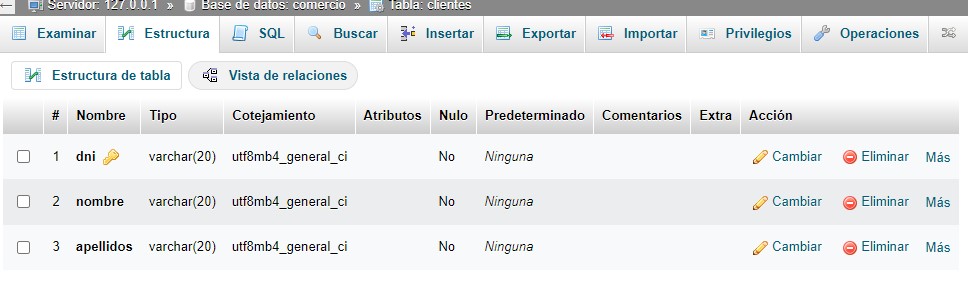 Servidor: 127.0.0.1 » Base de datos: comercio » Tabla: clientes
Examinar Estructura SQL Buscar Insertar Exportar Importar Privilegios Operaciones
Estructura de tabla Vista de relaciones
# Nombre Tipo Cotejamiento Atributos Nulo Predeterminado Comentarios Extra Acción
1 dni varchar(20) utf8mb4_general_ci No Ninguna Cambiar Eliminar Más
2 nombre varchar(20) utf8mb4_general_ci No Ninguna Cambiar Eliminar Más
3 apellidos varchar(20) utf8mb4_general_ci No Ninguna Cambiar Eliminar Más